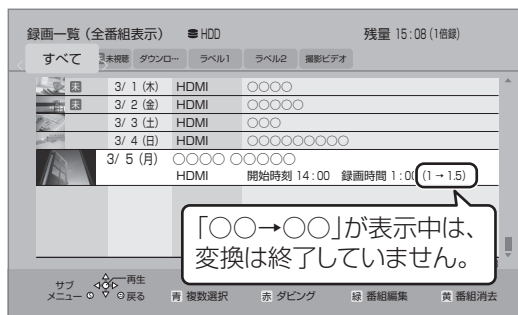 録画一覧（全番組表示） HDD 残量 15:08(1倍録)
すべて 未視聴 ダウンロ… ラベル1 ラベル2 撮影ビデオ
未 3/ 1 (木) HDMI ○○○○
未 3/ 2 (金) HDMI ○○○○○
3/ 3 (土) HDMI ○○○
3/ 4 (日) HDMI ○○○○○○○○○
3/ 5 (月) ○○○○ ○○○○○
HDMI 開始時刻 14:00 録画時間 1:00 (1→1.5)
「○○→○○」が表示中は、
変換は終了していません。
サブ
メニュー 再生
戻る 青 複数選択 赤 ダビング 緑 番組編集 黄 番組消去